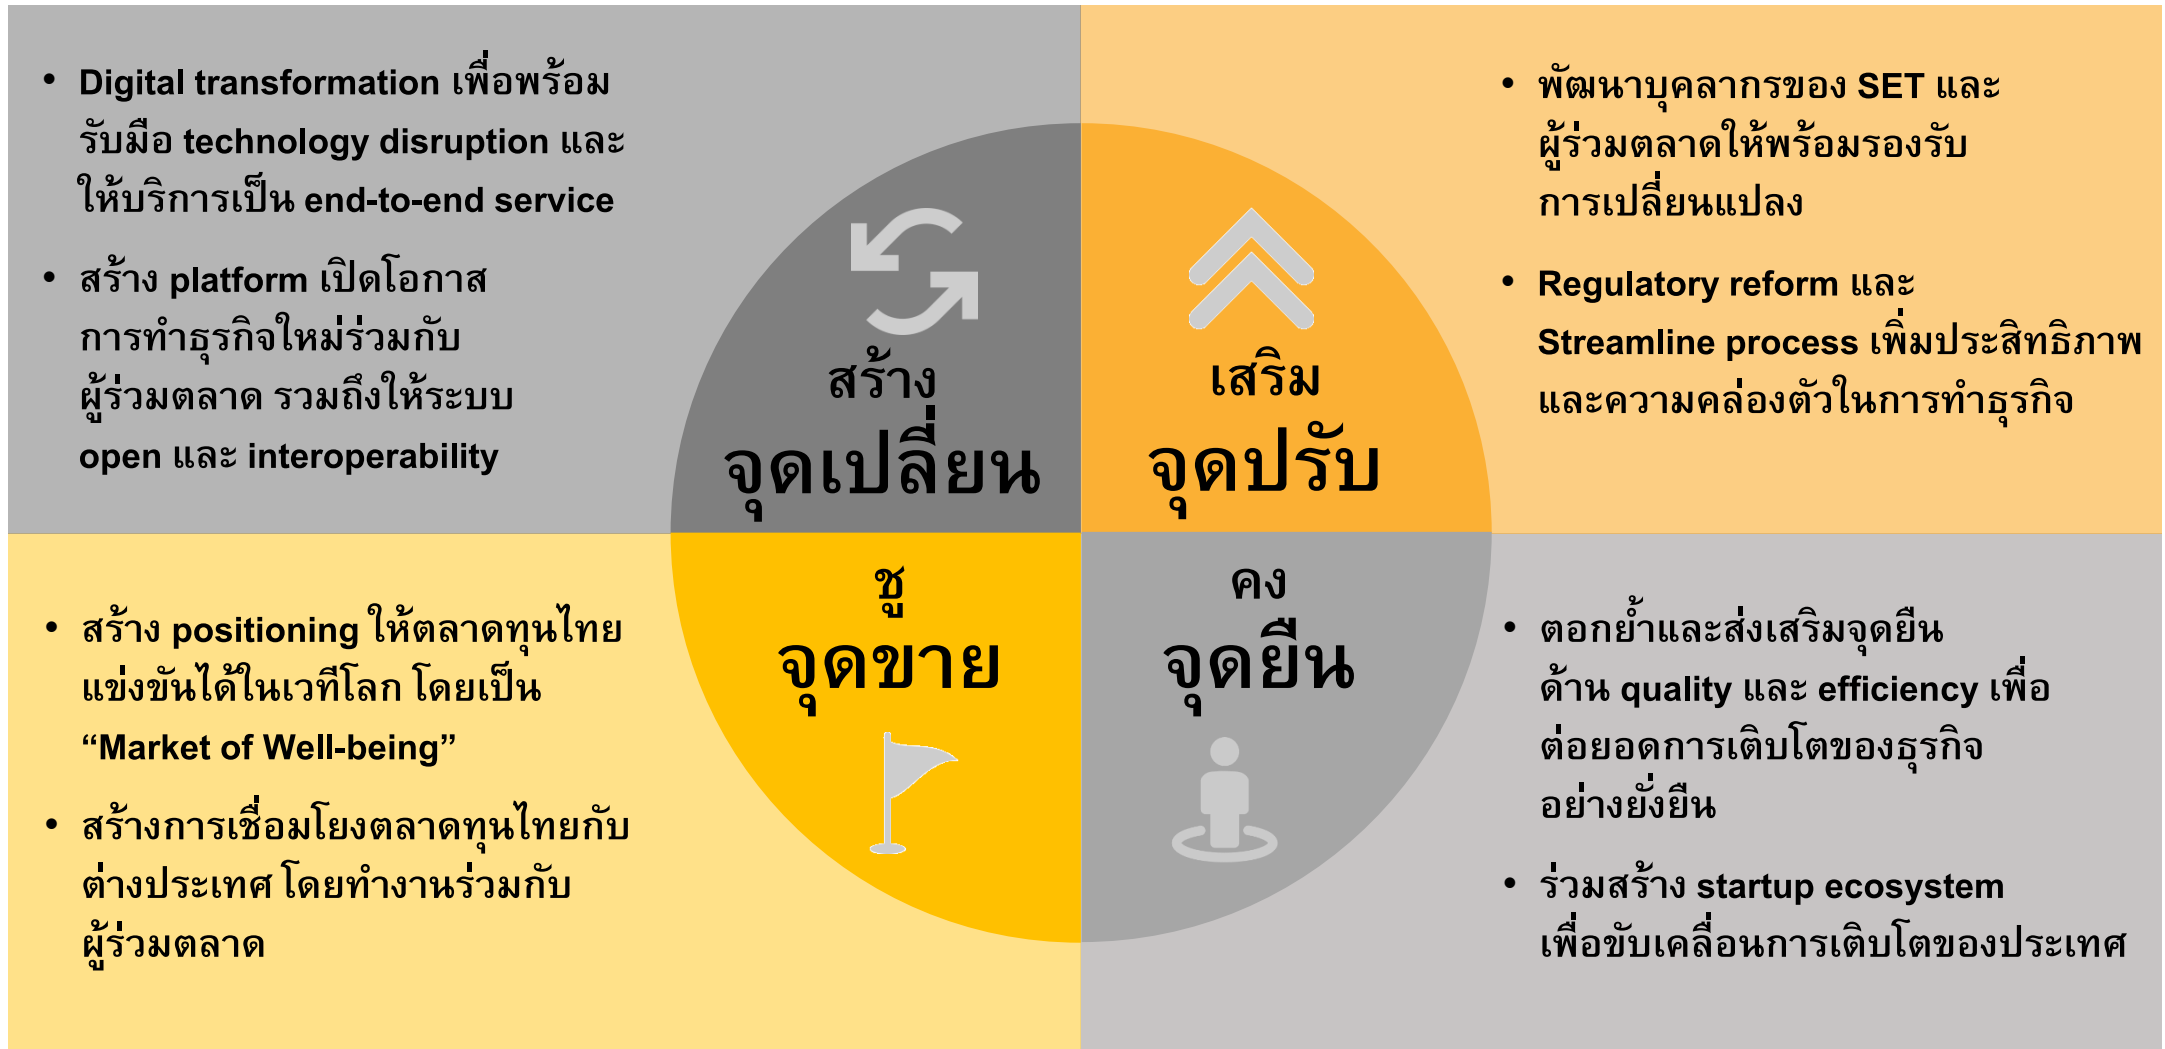 • Digital transformation เพื่อพร้อม
รับมือ technology disruption และ
ให้บริการเป็น end-to-end service
• สร้าง platform เปิดโอกาส
การทำธุรกิจใหม่ร่วมกับ
ผู้ร่วมตลาด รวมถึงให้ระบบ
open และ interoperability
สร้าง
จุดเปลี่ยน
เสริม
จุดปรับ
• พัฒนาบุคลากรของ SET และ
ผู้ร่วมตลาดให้พร้อมรองรับ
การเปลี่ยนแปลง
• Regulatory reform และ
Streamline process เพิ่มประสิทธิภาพ
และความคล่องตัวในการทำธุรกิจ
• สร้าง positioning ให้ตลาดทุนไทย
แข่งขันได้ในเวทีโลก โดยเป็น
“Market of Well-being”
• สร้างการเชื่อมโยงตลาดทุนไทยกับ
ต่างประเทศ โดยทำงานร่วมกับ
ผู้ร่วมตลาด
ชู
จุดขาย
คง
จุดยืน
• ตอกย้ำและส่งเสริมจุดยืน
ด้าน quality และ efficiency เพื่อ
ต่อยอดการเติบโตของธุรกิจ
อย่างยั่งยืน
• ร่วมสร้าง startup ecosystem
เพื่อขับเคลื่อนการเติบโตของประเทศ